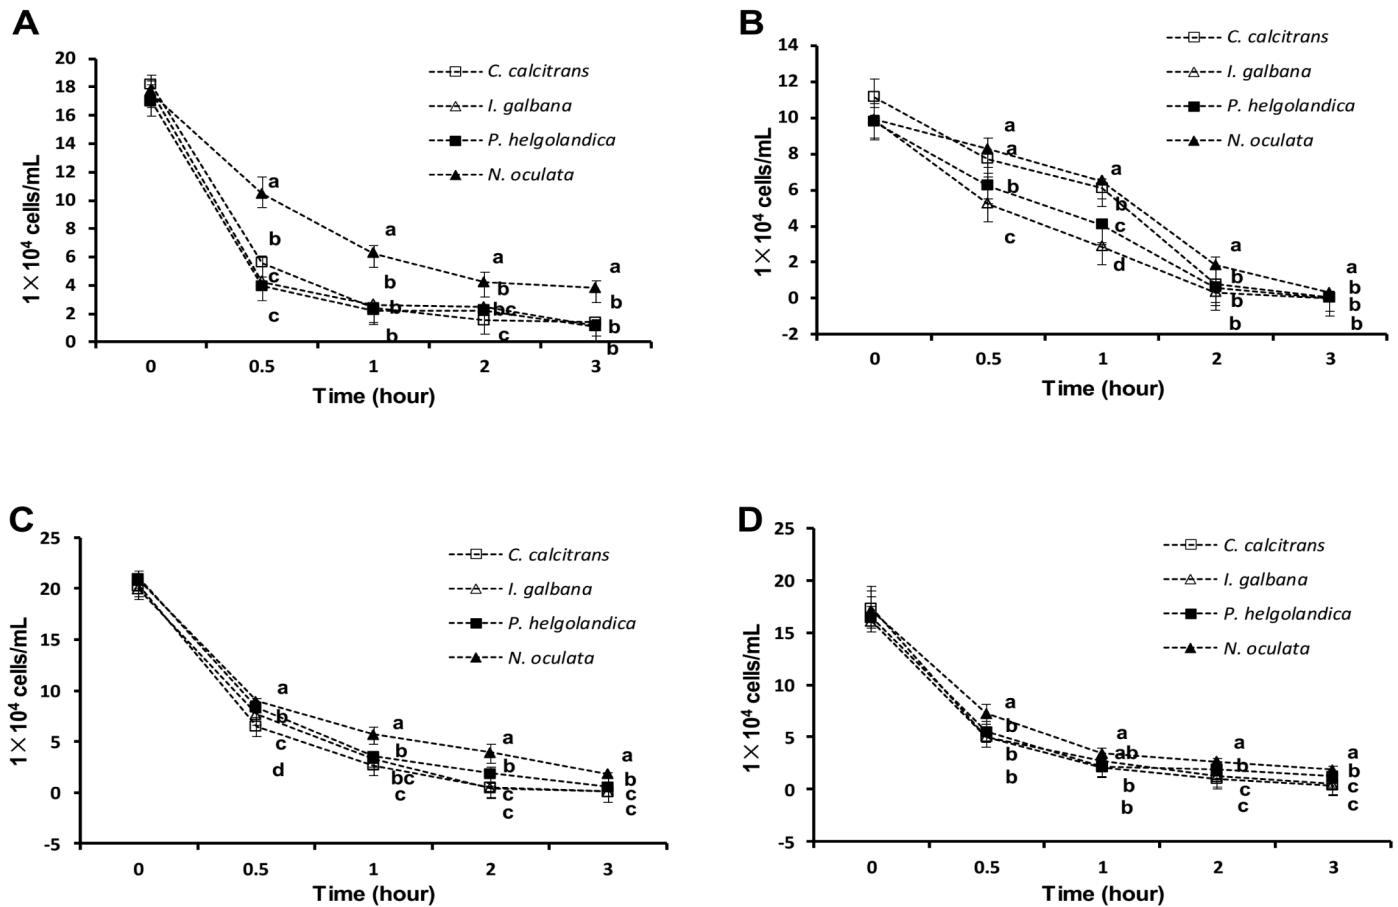 A
20
18
16
14
12
10
8
6
4
2
0
1×10⁴ cells/mL
C. calcitrans
I. galbana
P. helgolandica
N. oculata
a
b
c
c
a
b
b
b
a
b
bc
c
a
b
b
b
0 0.5 1 2 3
Time (hour)
B
14
12
10
8
6
4
2
0
-2
1×10⁴ cells/mL
C. calcitrans
I. galbana
P. helgolandica
N. oculata
a
a
b
c
a
b
c
d
a
b
b
b
a
b
b
b
0 0.5 1 2 3
Time (hour)
C
25
20
15
10
5
0
-5
1×10⁴ cells/mL
C. calcitrans
I. galbana
P. helgolandica
N. oculata
a
b
c
d
a
b
bc
c
a
b
c
c
a
b
c
c
0 0.5 1 2 3
Time (hour)
D
25
20
15
10
5
0
-5
1×10⁴ cells/mL
C. calcitrans
I. galbana
P. helgolandica
N. oculata
a
b
b
b
a
ab
b
b
a
b
c
c
a
b
c
c
0 0.5 1 2 3
Time (hour)